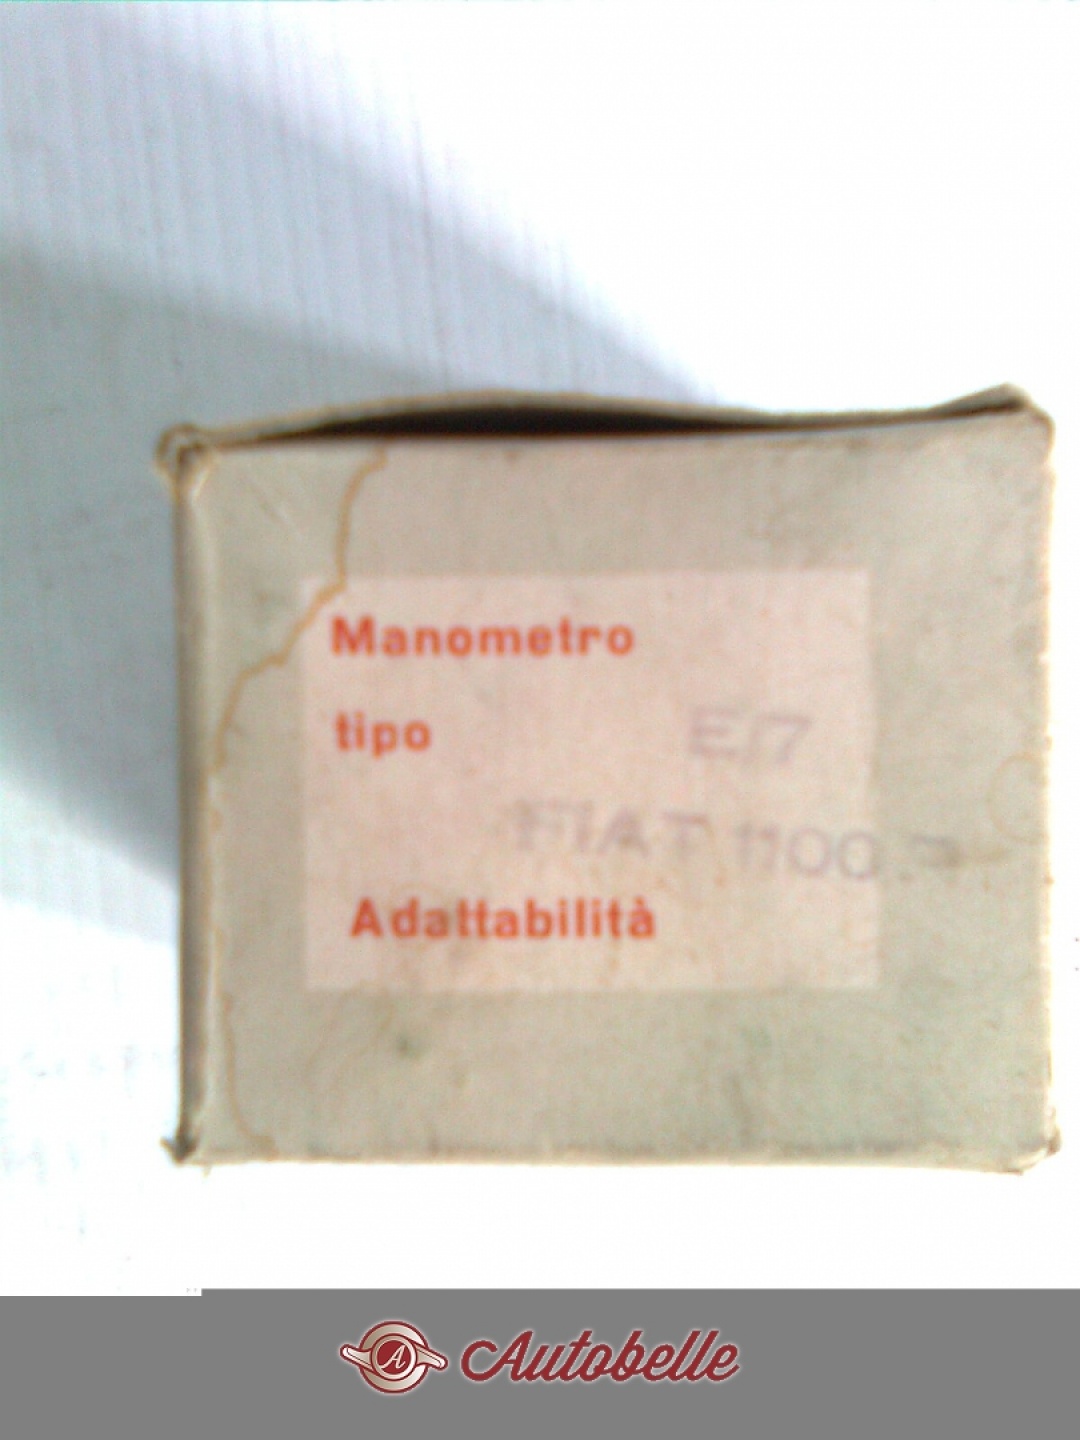 Manometro
tipo E/7
FIAT 1100
Adattabilità
A Autobelle